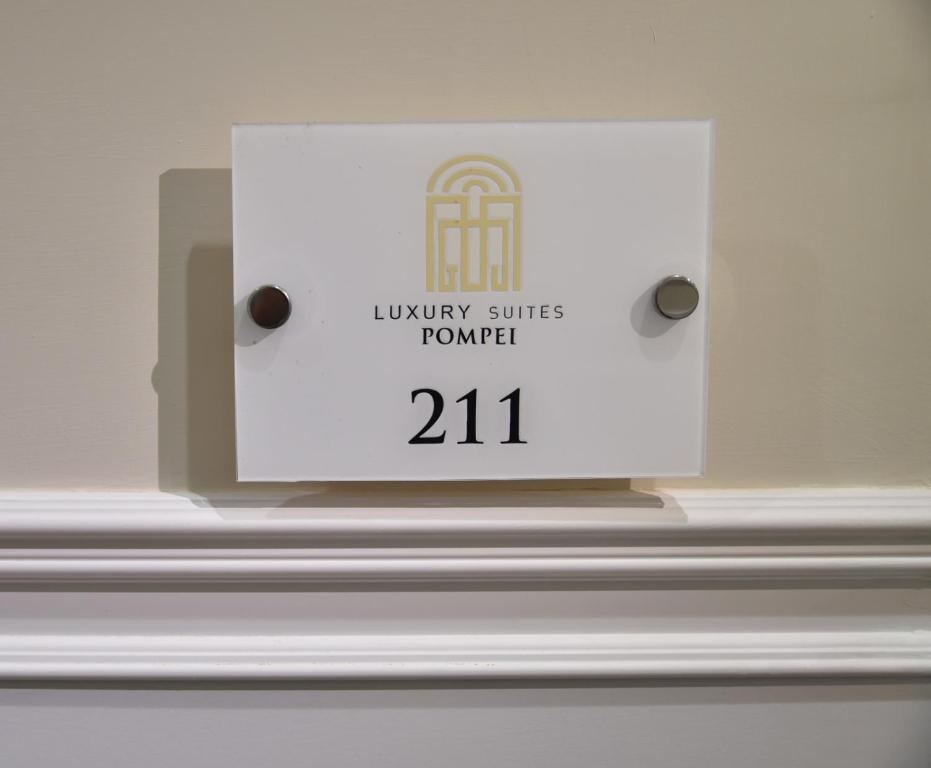 LUXURY SUITES
POMPEI
211